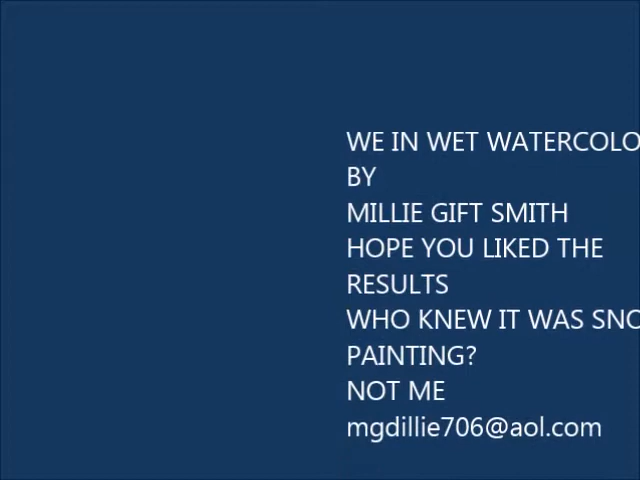 WE IN WET WATERCOLO
BY
MILLIE GIFT SMITH
HOPE YOU LIKED THE
RESULTS
WHO KNEW IT WAS SNO
PAINTING?
NOT ME
mgdillie706@aol.com